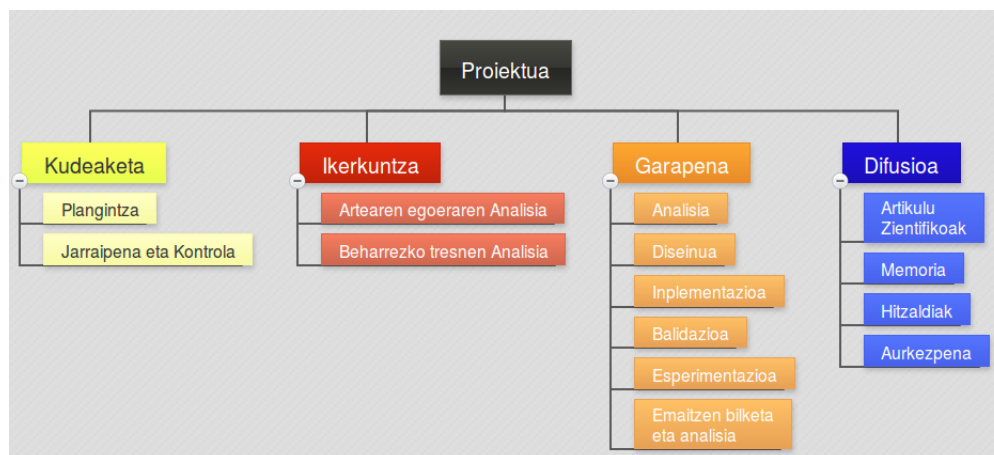 Proiektua
Kudeaketa
Plangintza
Jarraipena eta Kontrola
Ikerkuntza
Artearen egoeraren Analisia
Beharrezko tresnen Analisia
Garapena
Analisia
Diseinua
Inplementazioa
Balidazioa
Esperimentazioa
Emaitzen bilketa
eta analisia
Difusioa
Artikulu
Zientifikoak
Memoria
Hitzaldiak
Aurkezpena